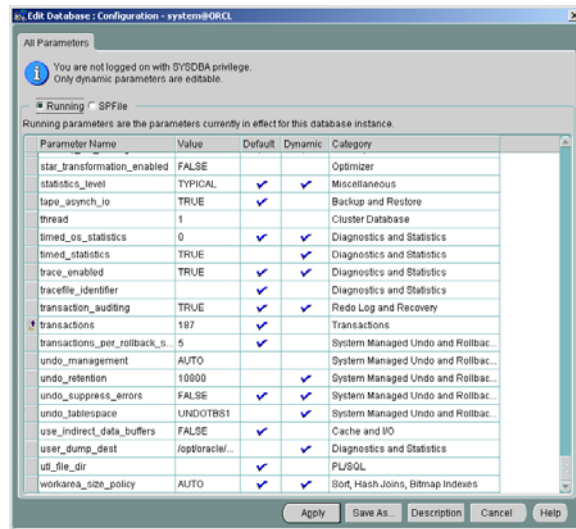 Edit Database : Configuration - system@ORCL
All Parameters
You are not logged on with SYSDBA privilege.
Only dynamic parameters are editable.
Running SPFile
Running parameters are the parameters currently in effect for this database instance.
Parameter Name Value Default Dynamic Category
star_transformation_enabled FALSE Optimizer
statistics_level TYPICAL Miscellaneous
tape_asynch_io TRUE Backup and Restore
thread 1 Cluster Database
timed_os_statistics 0 Diagnostics and Statistics
timed_statistics TRUE Diagnostics and Statistics
trace_enabled TRUE Diagnostics and Statistics
tracefile_identifier Diagnostics and Statistics
transaction_auditing TRUE Redo Log and Recovery
transactions 187 Transactions
transactions_per_rollback_s... 5 System Managed Undo and Rollbac...
undo_management AUTO System Managed Undo and Rollbac...
undo_retention 10800 System Managed Undo and Rollbac...
undo_suppress_errors FALSE System Managed Undo and Rollbac...
undo_tablespace UNDOTBS1 System Managed Undo and Rollbac...
use_indirect_data_buffers FALSE Cache and I/O
user_dump_dest /opt/oracle/... Diagnostics and Statistics
utl_file_dir PL/SQL
workarea_size_policy AUTO Sort, Hash Joins, Bitmap Indexes
Apply Save As... Description Cancel Help